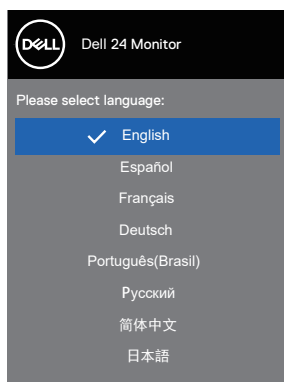 DELL
Dell 24 Monitor
Please select language:
English
Español
Français
Deutsch
Português(Brasil)
Русский
简体中文
日本語